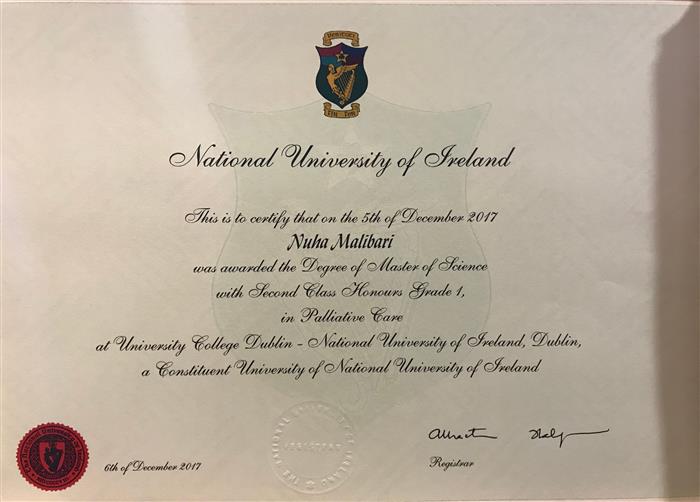 VERITATI
National University of Ireland
This is to certify that on the 5th of December 2017
Nuha Malibari
was awarded the Degree of Master of Science
with Second Class Honours Grade 1,
in Palliative Care
at University College Dublin - National University of Ireland, Dublin,
a Constituent University of National University of Ireland
6th of December 2017
Registrar